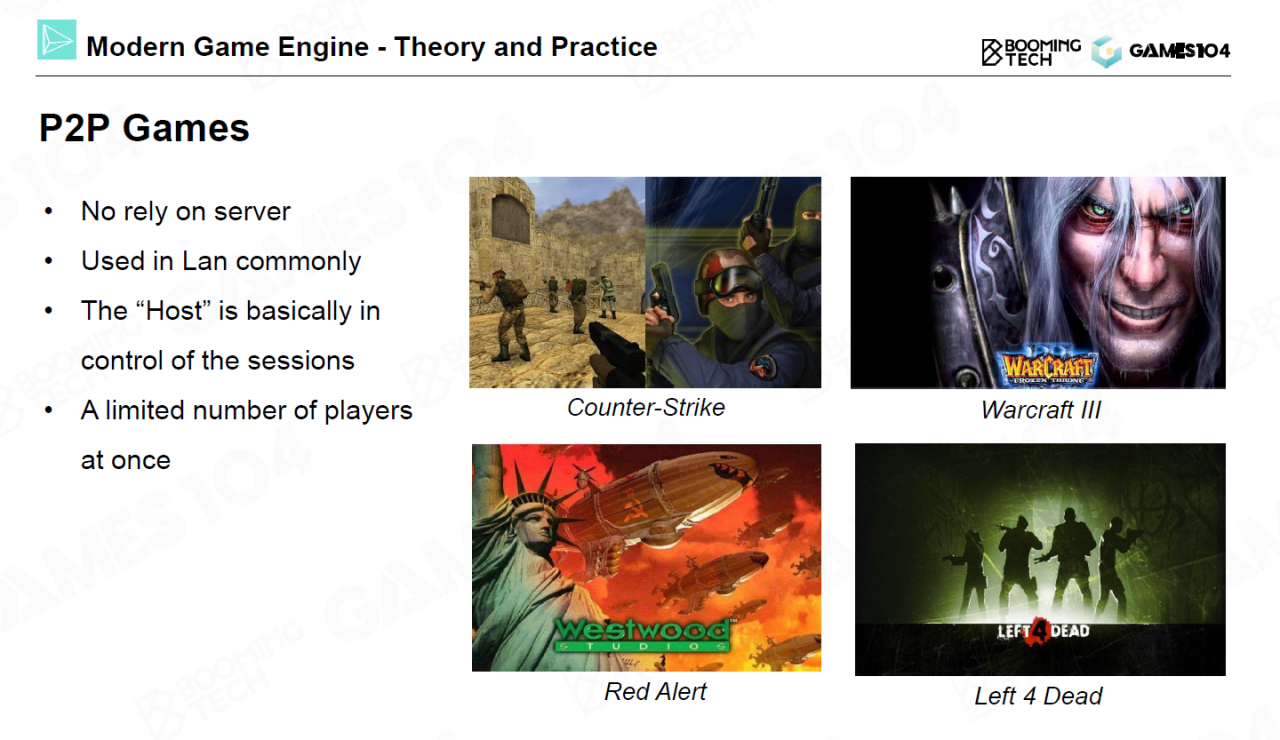 Modern Game Engine - Theory and Practice
BOOMING
TECH
GAMES104
P2P Games
• No rely on server
• Used in Lan commonly
• The “Host” is basically in
control of the sessions
• A limited number of players
at once
WARCRAFT
FROZEN THRONE
Counter-Strike
Warcraft III
Westwood™
STUDIOS
LEFT 4 DEAD
Red Alert
Left 4 Dead